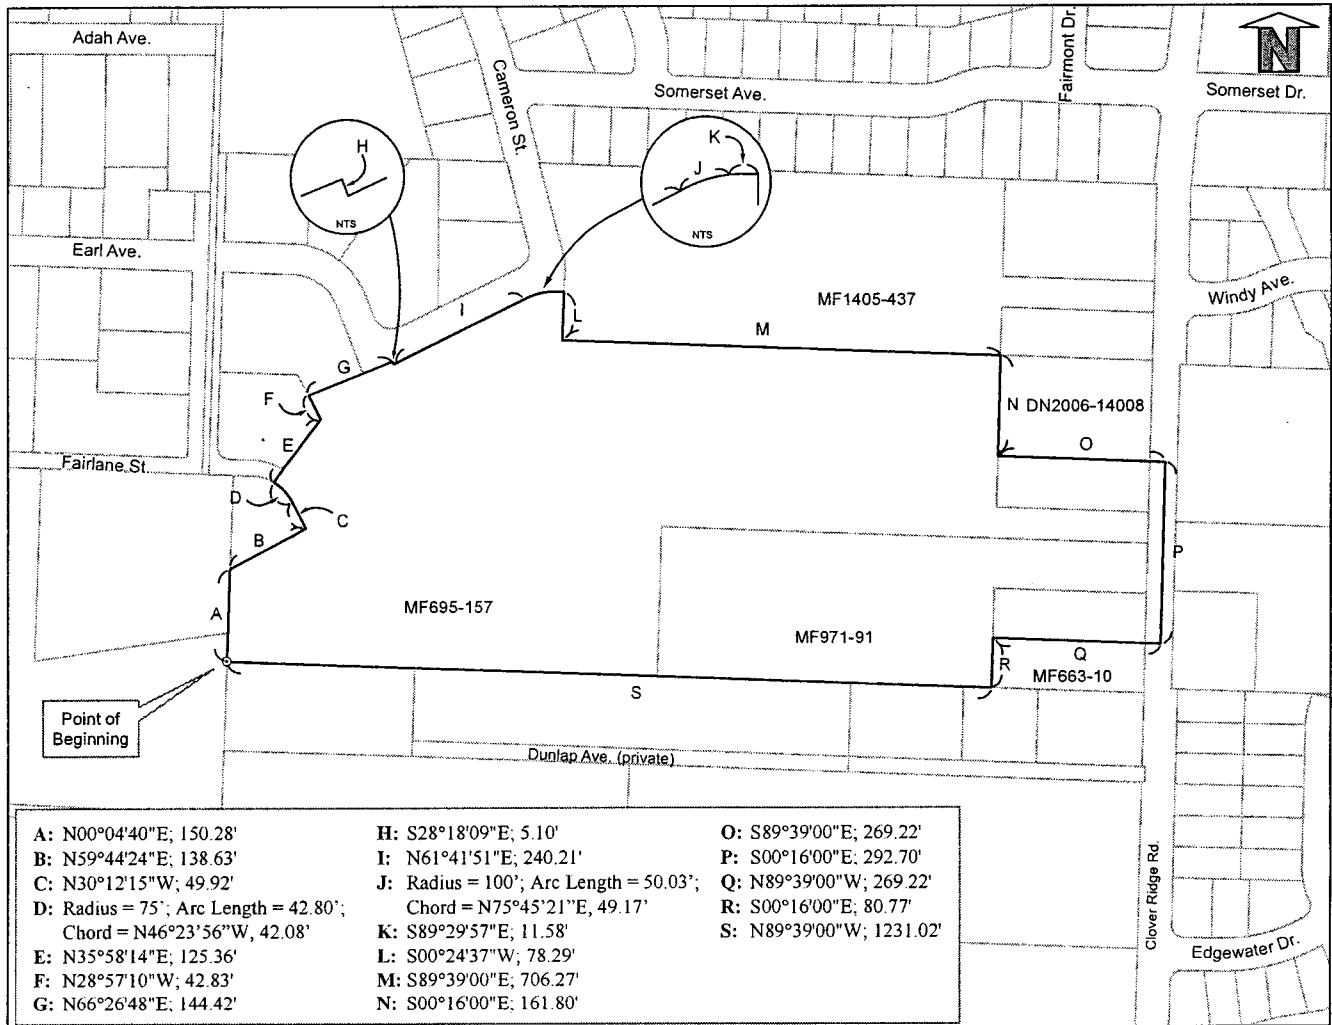 Adah Ave.
Cameron St.
Somerset Ave.
Fairmont Dr.
N
Somerset Dr.
H
NTS
K
J
NTS
Earl Ave.
Windy Ave.
MF1405-437
I
L
M
G
F
N
DN2006-14008
O
E
Fairlane St.
D
C
B
P
A
MF695-157
MF971-91
R
Q
MF663-10
S
Point of
Beginning
Dunlap Ave. (private)
Clover Ridge Rd.
Edgewater Dr.
A: N00°04'40"E; 150.28'
B: N59°44'24"E; 138.63'
C: N30°12'15"W; 49.92'
D: Radius = 75'; Arc Length = 42.80';
Chord = N46°23'56"W, 42.08'
E: N35°58'14"E; 125.36'
F: N28°57'10"W; 42.83'
G: N66°26'48"E; 144.42'
H: S28°18'09"E; 5.10'
I: N61°41'51"E; 240.21'
J: Radius = 100'; Arc Length = 50.03';
Chord = N75°45'21"E, 49.17'
K: S89°29'57"E; 11.58'
L: S00°24'37"W; 78.29'
M: S89°39'00"E; 706.27'
N: S00°16'00"E; 161.80'
O: S89°39'00"E; 269.22'
P: S00°16'00"E; 292.70'
Q: N89°39'00"W; 269.22'
R: S00°16'00"E; 80.77'
S: N89°39'00"W; 1231.02'